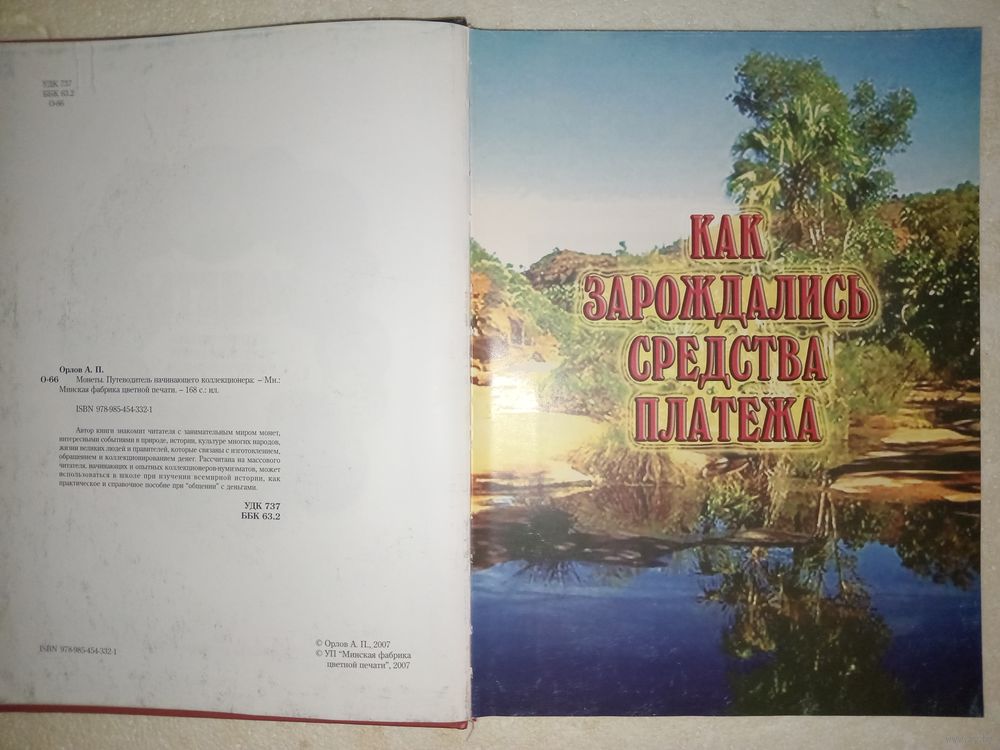 УДК 737
ББК 63.2
О-66
Орлов А. П.
О-66 Монеты. Путеводитель начинающего коллекционера: – Мн.:
Минская фабрика цветной печати. – 168 с.: ил.
ISBN 978-985-454-332-1
Автор книги знакомит читателя с занимательным миром монет,
интересными событиями в природе, истории, культуре многих народов,
жизни великих людей и правителей, которые связаны с изготовлением,
обращением и коллекционированием денег. Рассчитана на массового
читателя, начинающих и опытных коллекционеров-нумизматов, может
использоваться в школе при изучении всемирной истории, как
практическое и справочное пособие при "общении" с деньгами.
УДК 737
ББК 63.2
ISBN 978-985-454-332-1
© Орлов А. П., 2007
© УП "Минская фабрика
цветной печати", 2007
КАК
ЗАРОЖДАЛИСЬ
СРЕДСТВА
ПЛАТЕЖА